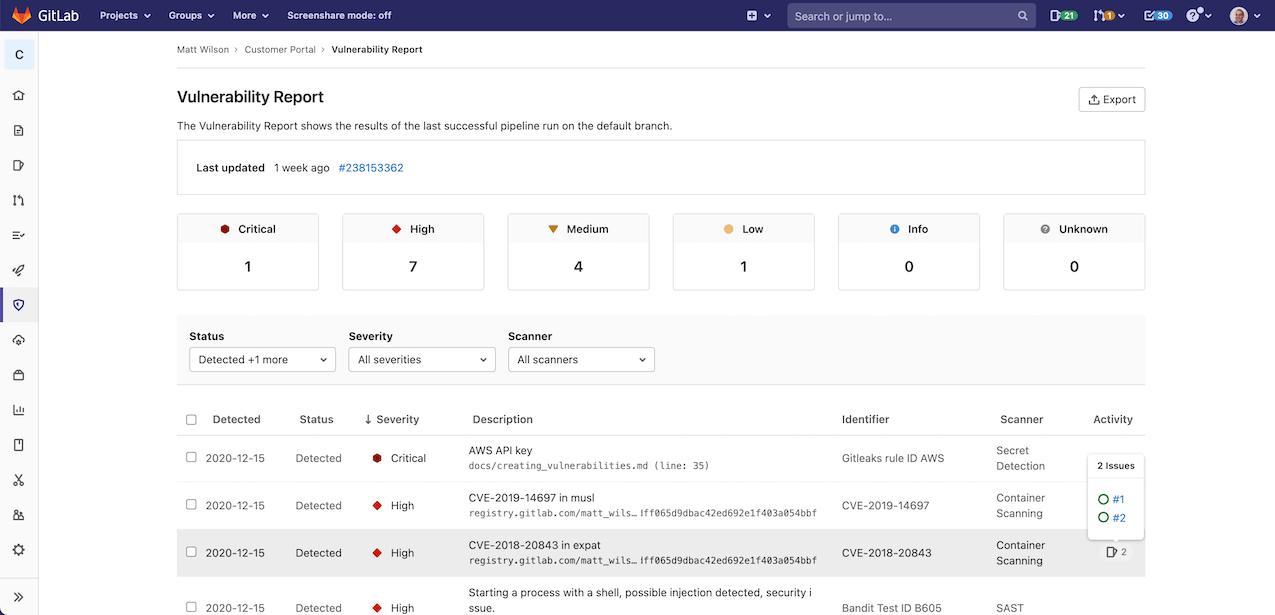 GitLab Projects Groups More Screenshare mode: off Search or jump to... 21 1 30
C
Matt Wilson › Customer Portal › Vulnerability Report
Vulnerability Report
Export
The Vulnerability Report shows the results of the last successful pipeline run on the default branch.
Last updated 1 week ago #238153362
Critical High Medium Low Info Unknown
1 7 4 1 0 0
Status Severity Scanner
Detected +1 more All severities All scanners
Detected Status ↓ Severity Description Identifier Scanner Activity
2020-12-15 Detected Critical AWS API key Gitleaks rule ID AWS Secret
docs/creating_vulnerabilities.md (line: 35) Detection
2 Issues
#1
#2
2020-12-15 Detected High CVE-2019-14697 in musl CVE-2019-14697 Container
registry.gitlab.com/matt_wils… ff065d9dbac42ed692e1f403a054bbf Scanning
2020-12-15 Detected High CVE-2018-20843 in expat CVE-2018-20843 Container
registry.gitlab.com/matt_wils… ff065d9dbac42ed692e1f403a054bbf Scanning 2
Starting a process with a shell, possible injection detected, security i
2020-12-15 Detected High ssue. Bandit Test ID B605 SAST